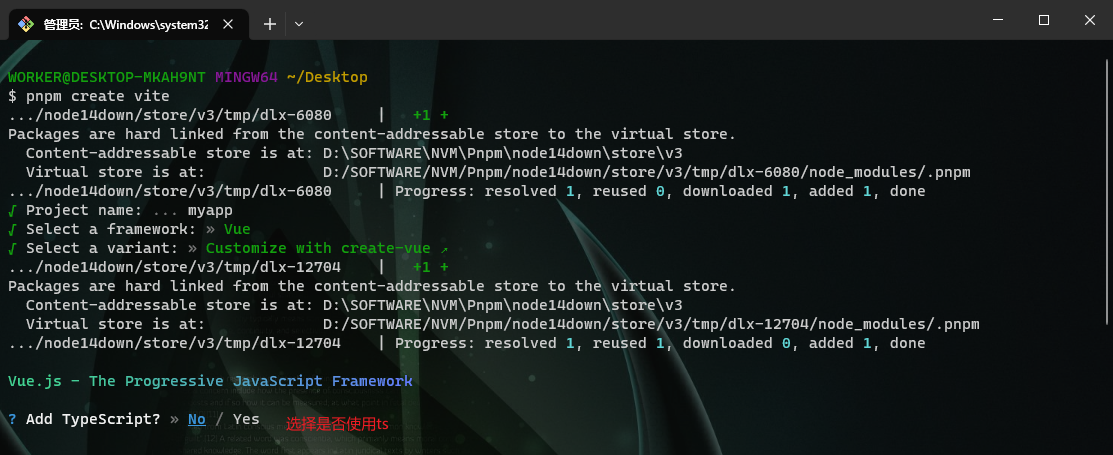 管理员: C:\Windows\system32
WORKER@DESKTOP-MKAH9NT MINGW64 ~/Desktop
$ pnpm create vite
.../node14down/store/v3/tmp/dlx-6080     |   +1 +
Packages are hard linked from the content-addressable store to the virtual store.
  Content-addressable store is at: D:\SOFTWARE\NVM\Pnpm\node14down\store\v3
  Virtual store is at:             D:/SOFTWARE/NVM/Pnpm/node14down/store/v3/tmp/dlx-6080/node_modules/.pnpm
.../node14down/store/v3/tmp/dlx-6080     | Progress: resolved 1, reused 0, downloaded 1, added 1, done
√ Project name: ... myapp
√ Select a framework: » Vue
√ Select a variant: » Customize with create-vue ↗
.../node14down/store/v3/tmp/dlx-12704    |   +1 +
Packages are hard linked from the content-addressable store to the virtual store.
  Content-addressable store is at: D:\SOFTWARE\NVM\Pnpm\node14down\store\v3
  Virtual store is at:             D:/SOFTWARE/NVM/Pnpm/node14down/store/v3/tmp/dlx-12704/node_modules/.pnpm
.../node14down/store/v3/tmp/dlx-12704    | Progress: resolved 1, reused 1, downloaded 0, added 1, done
Vue.js - The Progressive JavaScript Framework
? Add TypeScript? » No / Yes 选择是否使用ts